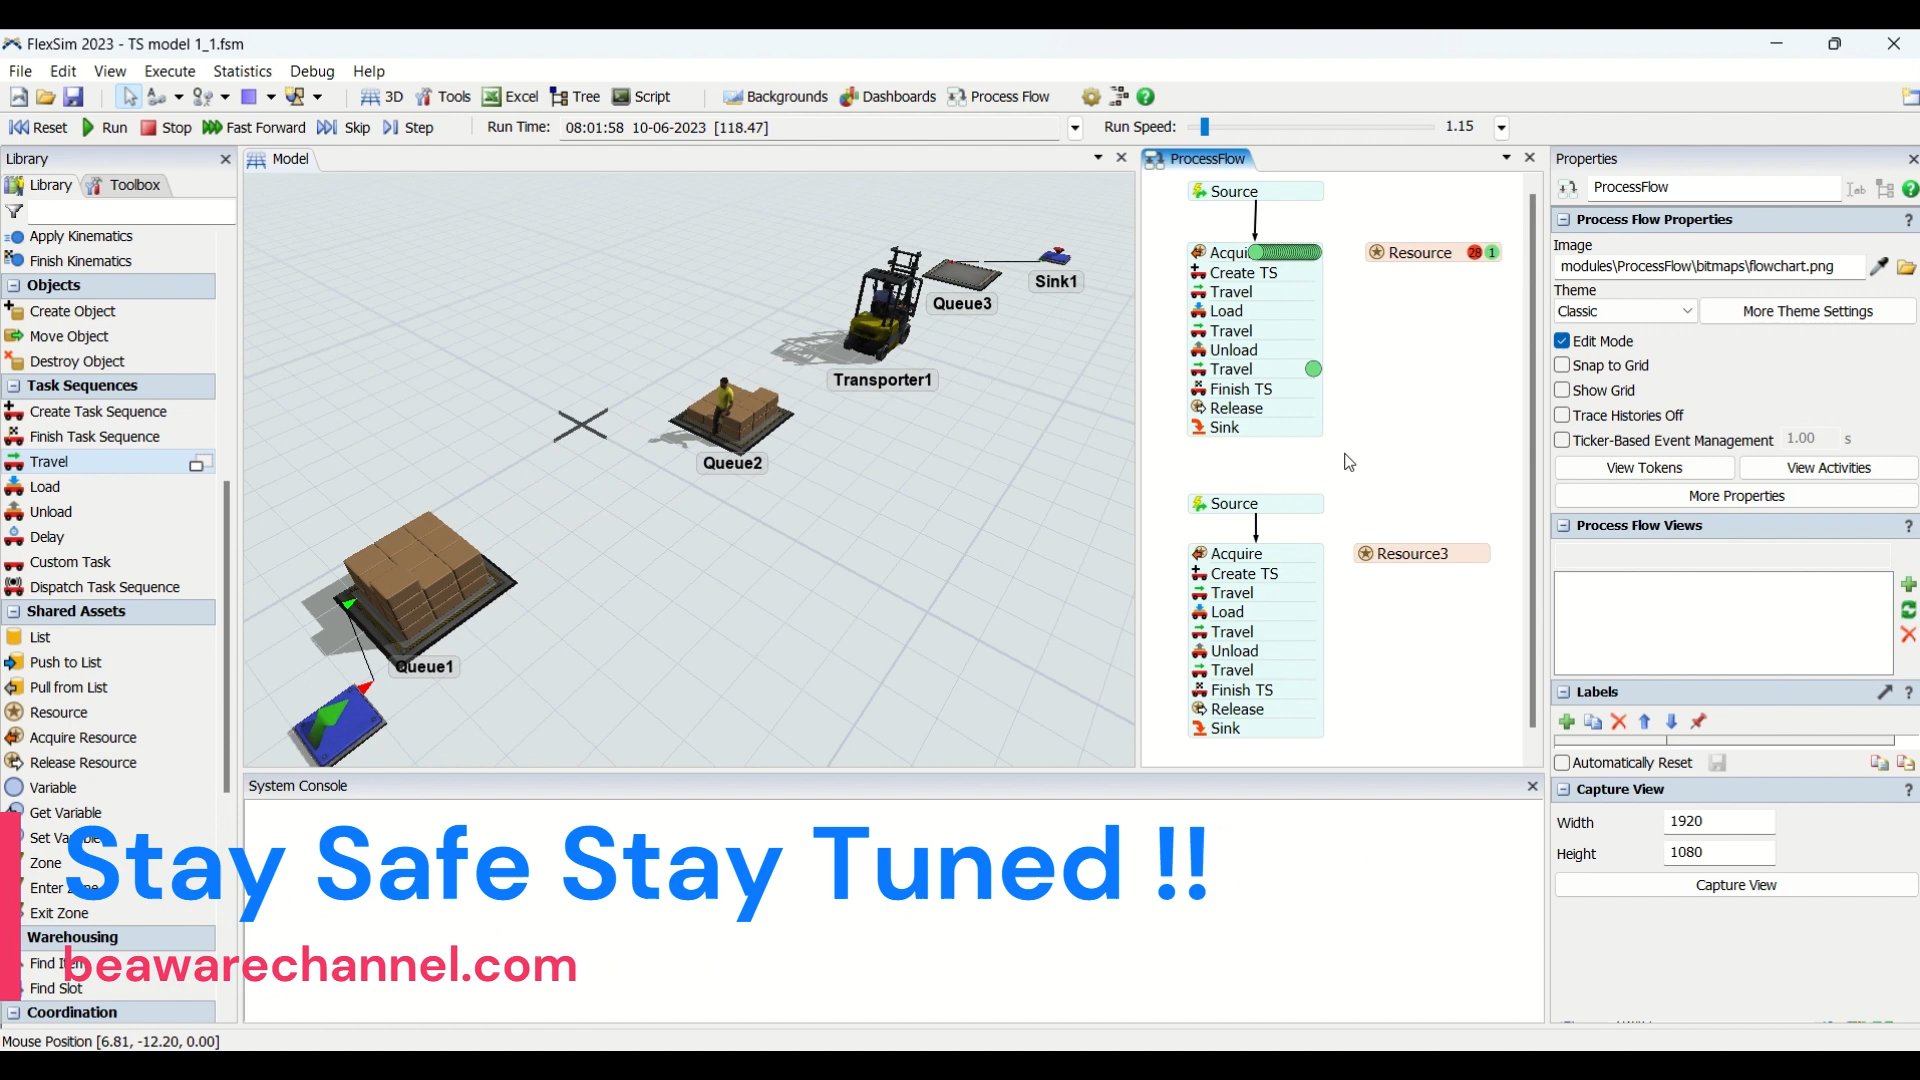 FlexSim 2023 - TS model 1_1.fsm
File Edit View Execute Statistics Debug Help
3D Tools Excel Tree Script Backgrounds Dashboards Process Flow
Reset Run Stop Fast Forward Skip Step Run Time: 08:01:58 10-06-2023 [118.47] Run Speed: 1.15
Library
Library Toolbox
Apply Kinematics
Finish Kinematics
Objects
Create Object
Move Object
Destroy Object
Task Sequences
Create Task Sequence
Finish Task Sequence
Travel
Load
Unload
Delay
Custom Task
Dispatch Task Sequence
Shared Assets
List
Push to List
Pull from List
Resource
Acquire Resource
Release Resource
Variable
Get Variable
Zone
Exit Zone
Warehousing
Find Slot
Coordination
Model
Sink1
Queue3
Transporter1
Queue2
Queue1
ProcessFlow
Source
Acqui
Resource 28 1
Create TS
Travel
Load
Travel
Unload
Travel
Finish TS
Release
Sink
Source
Acquire
Resource3
Create TS
Travel
Load
Travel
Unload
Travel
Finish TS
Release
Sink
System Console
Stay Safe Stay Tuned !!
beawarechannel.com
Properties
ProcessFlow
Process Flow Properties ?
Image
modules\ProcessFlow\bitmaps\flowchart.png
Theme
Classic More Theme Settings
Edit Mode
Snap to Grid
Show Grid
Trace Histories Off
Ticker-Based Event Management 1.00 s
View Tokens View Activities
More Properties
Process Flow Views ?
Labels ?
Automatically Reset
Capture View ?
Width 1920
Height 1080
Capture View
Mouse Position [6.81, -12.20, 0.00]